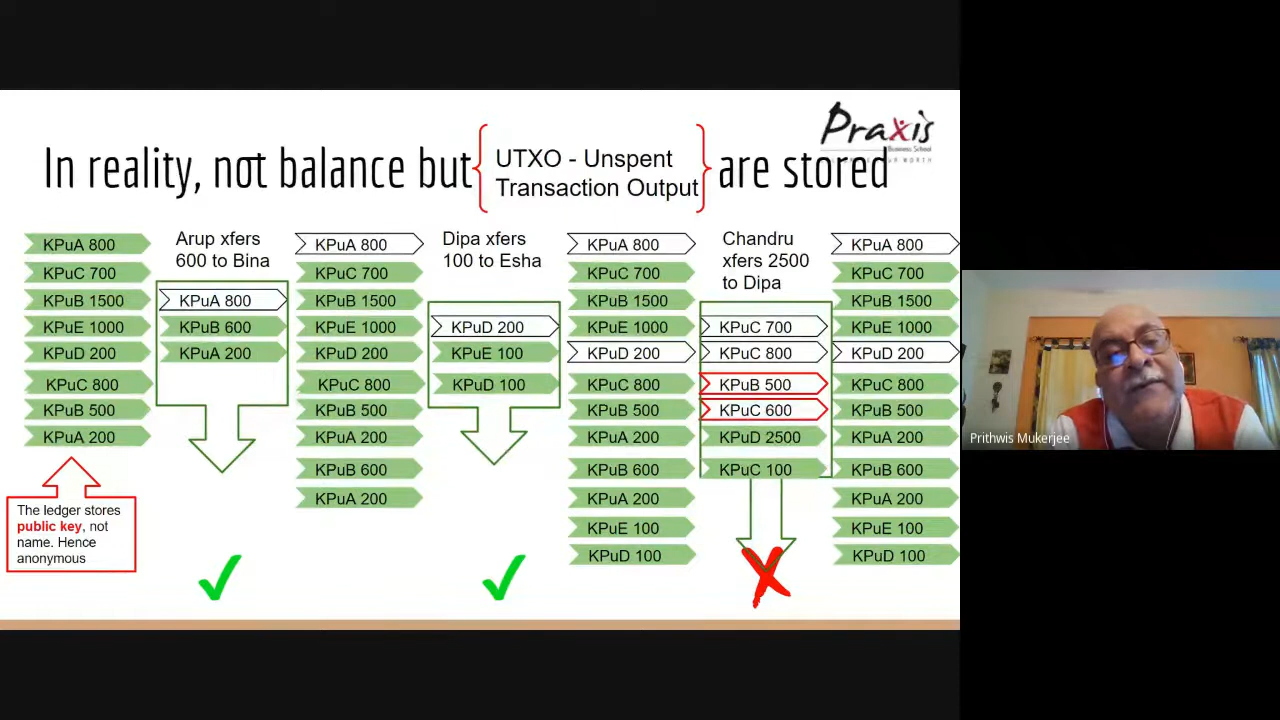 Praxis
Business School
In reality, not balance but
UTXO - Unspent
Transaction Output
are stored
KPuA 800
KPuC 700
KPuB 1500
KPuE 1000
KPuD 200
KPuC 800
KPuB 500
KPuA 200
The ledger stores
public key, not
name. Hence
anonymous
Arup xfers
600 to Bina
KPuA 800
KPuB 600
KPuA 200
KPuA 800
KPuC 700
KPuB 1500
KPuE 1000
KPuD 200
KPuC 800
KPuB 500
KPuA 200
KPuB 600
KPuA 200
Dipa xfers
100 to Esha
KPuD 200
KPuE 100
KPuD 100
KPuA 800
KPuC 700
KPuB 1500
KPuE 1000
KPuD 200
KPuC 800
KPuB 500
KPuA 200
KPuB 600
KPuA 200
KPuE 100
KPuD 100
Chandru
xfers 2500
to Dipa
KPuC 700
KPuC 800
KPuB 500
KPuC 600
KPuD 2500
KPuC 100
KPuA 800
KPuC 700
KPuB 1500
KPuE 1000
KPuD 200
KPuC 800
KPuB 500
KPuA 200
KPuB 600
KPuA 200
KPuE 100
KPuD 100
Prithwis Mukerjee